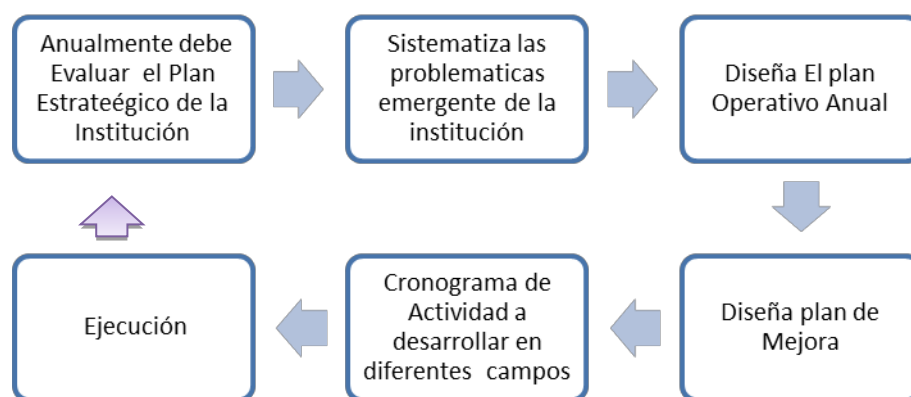 Anualmente debe
Evaluar el Plan
Estrateégico de la
Institución
Sistematiza las
problematicas
emergente de la
institución
Diseña El plan
Operativo Anual
Diseña plan de
Mejora
Cronograma de
Actividad a
desarrollar en
diferentes campos
Ejecución